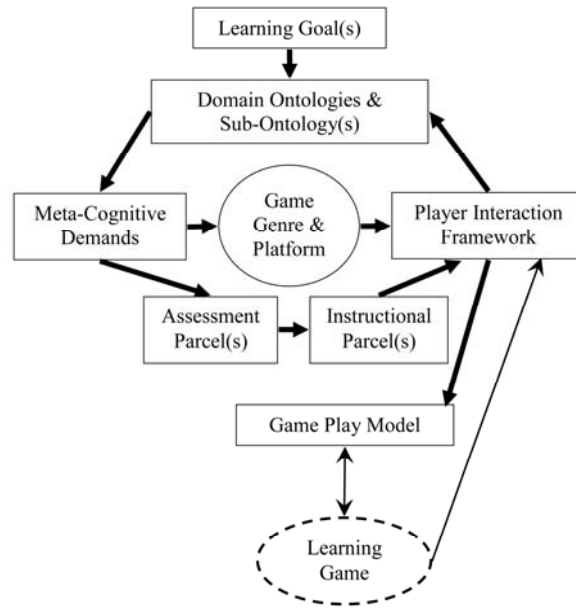 Learning Goal(s)
Domain Ontologies &
Sub-Ontology(s)
Meta-Cognitive
Demands
Game
Genre &
Platform
Player Interaction
Framework
Assessment
Parcel(s)
Instructional
Parcel(s)
Game Play Model
Learning
Game